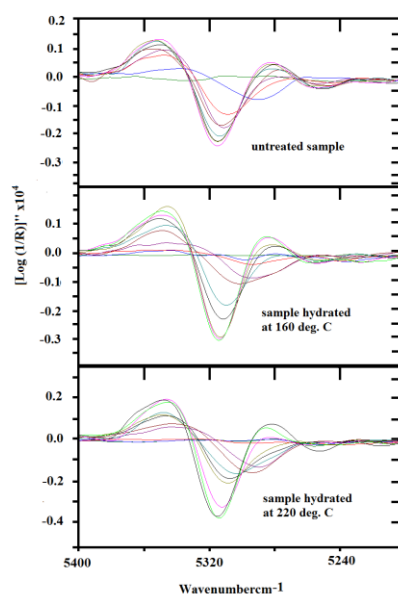 0.2
0.1
0.0
-0.1
-0.2
-0.3
untreated sample
0.1
0.0
-0.1
-0.2
-0.3
[Log (1/R)]" x10⁴
sample hydrated
at 160 deg. C
0.2
0.0
-0.2
-0.4
sample hydrated
at 220 deg. C
5400 5320 5240
Wavenumbercm-1